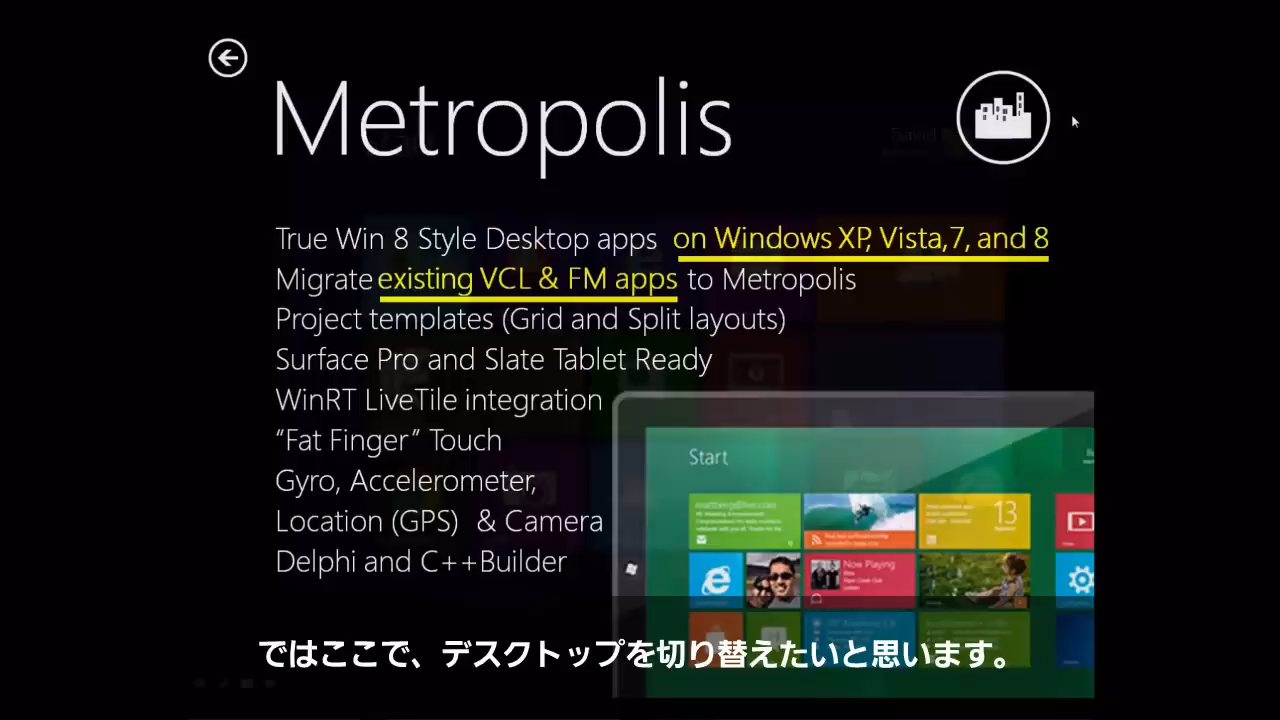 Metropolis
True Win 8 Style Desktop apps on Windows XP, Vista,7, and 8
Migrate existing VCL & FM apps to Metropolis
Project templates (Grid and Split layouts)
Surface Pro and Slate Tablet Ready
WinRT LiveTile integration
“Fat Finger” Touch
Gyro, Accelerometer,
Location (GPS) & Camera
Delphi and C++Builder
Start
13
Now Playing
ではここで、デスクトップを切り替えたいと思います。